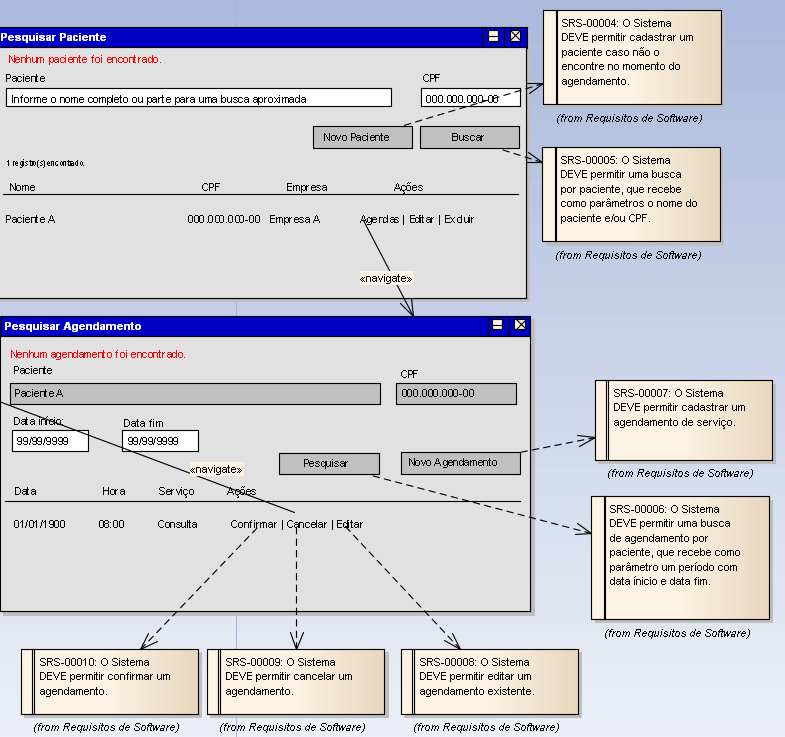 Pesquisar Paciente
Nenhum paciente foi encontrado.
Paciente
CPF
Informe o nome completo ou parte para uma busca aproximada
000.000.000-00
Novo Paciente
Buscar
1 registro(s) encontado.
Nome
CPF
Empresa
Ações
Paciente A
000.000.000-00
Empresa A
Agendas | Editar | Excluir
«navigate»
SRS-00004: O Sistema
DEVE permitir cadastrar um
paciente caso não o
encontre no momento do
agendamento.
(from Requisitos de Software)
SRS-00005: O Sistema
DEVE permitir uma busca
por paciente, que recebe
como parâmetros o nome do
paciente e/ou CPF.
(from Requisitos de Software)
Pesquisar Agendamento
Nenhum agendamento foi encontrado.
Paciente
CPF
Paciente A
000.000.000-00
Data início:
Data fim
99/99/9999
99/99/9999
«navigate»
Pesquisar
Novo Agendamento
Data
Hora
Serviço
Ações
01/01/1900
08:00
Consulta
Confirmar | Cancelar | Editar
SRS-00007: O Sistema
DEVE permitir cadastrar um
agendamento de serviço.
(from Requisitos de Software)
SRS-00006: O Sistema
DEVE permitir uma busca
de agendamento por
paciente, que recebe como
parâmetro um período com
data ínicio e data fim.
(from Requisitos de Software)
SRS-00010: O Sistema
DEVE permitir confirmar um
agendamento.
(from Requisitos de Software)
SRS-00009: O Sistema
DEVE permitir cancelar um
agendamento.
(from Requisitos de Software)
SRS-00008: O Sistema
DEVE permitir editar um
agendamento existente.
(from Requisitos de Software)